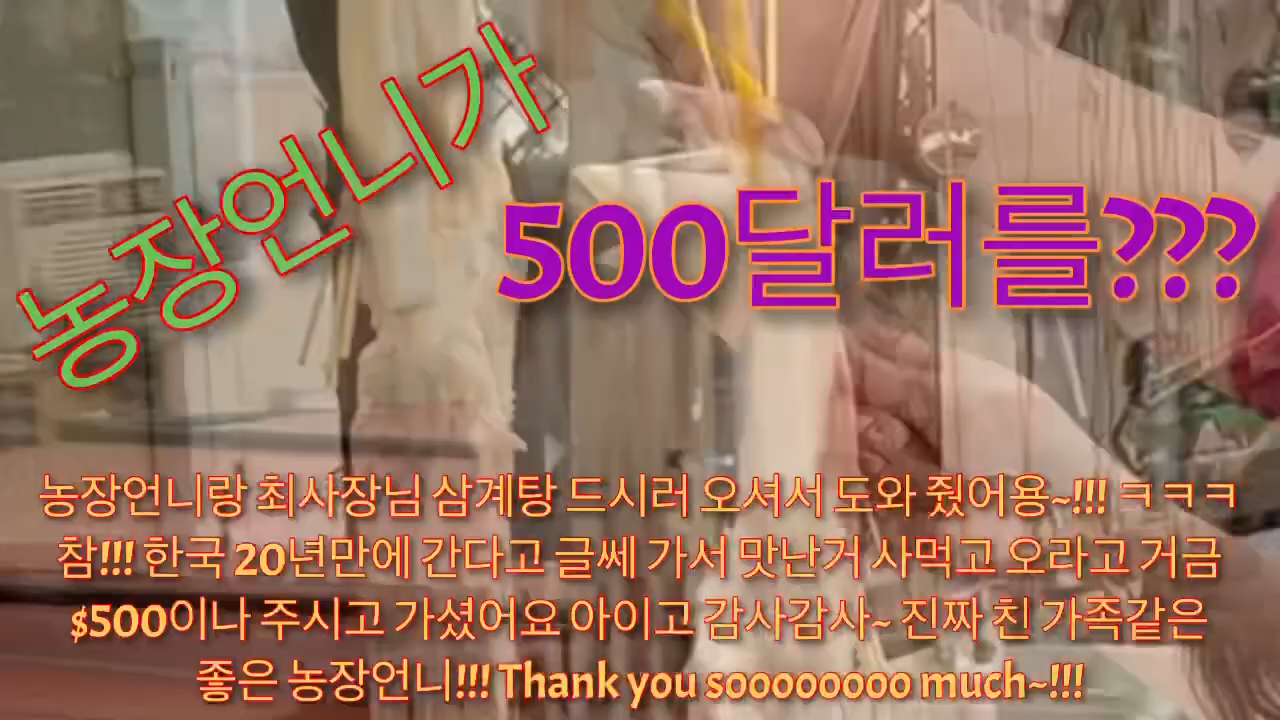 농장언니가
500달러를???
농장언니랑 최사장님 삼계탕 드시러 오셔서 도와 줬어용~!!! ㅋㅋㅋ
참!!! 한국 20년만에 간다고 글쎄 가서 맛난거 사먹고 오라고 거금
$500이나 주시고 가셨어요 아이고 감사감사~ 진짜 친 가족같은
좋은 농장언니!!! Thank you soooooooo much~!!!